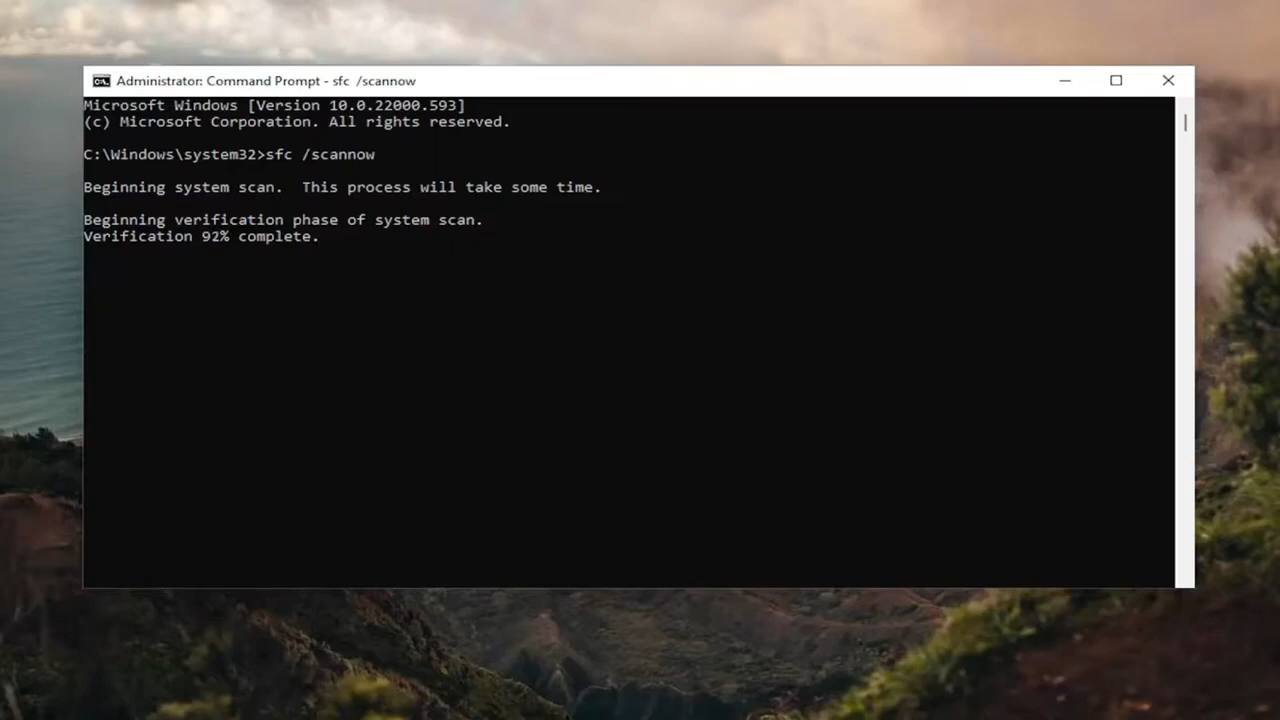 Administrator: Command Prompt - sfc  /scannow
Microsoft Windows [Version 10.0.22000.593]
(c) Microsoft Corporation. All rights reserved.
C:\Windows\system32>sfc /scannow
Beginning system scan.  This process will take some time.
Beginning verification phase of system scan.
Verification 92% complete.